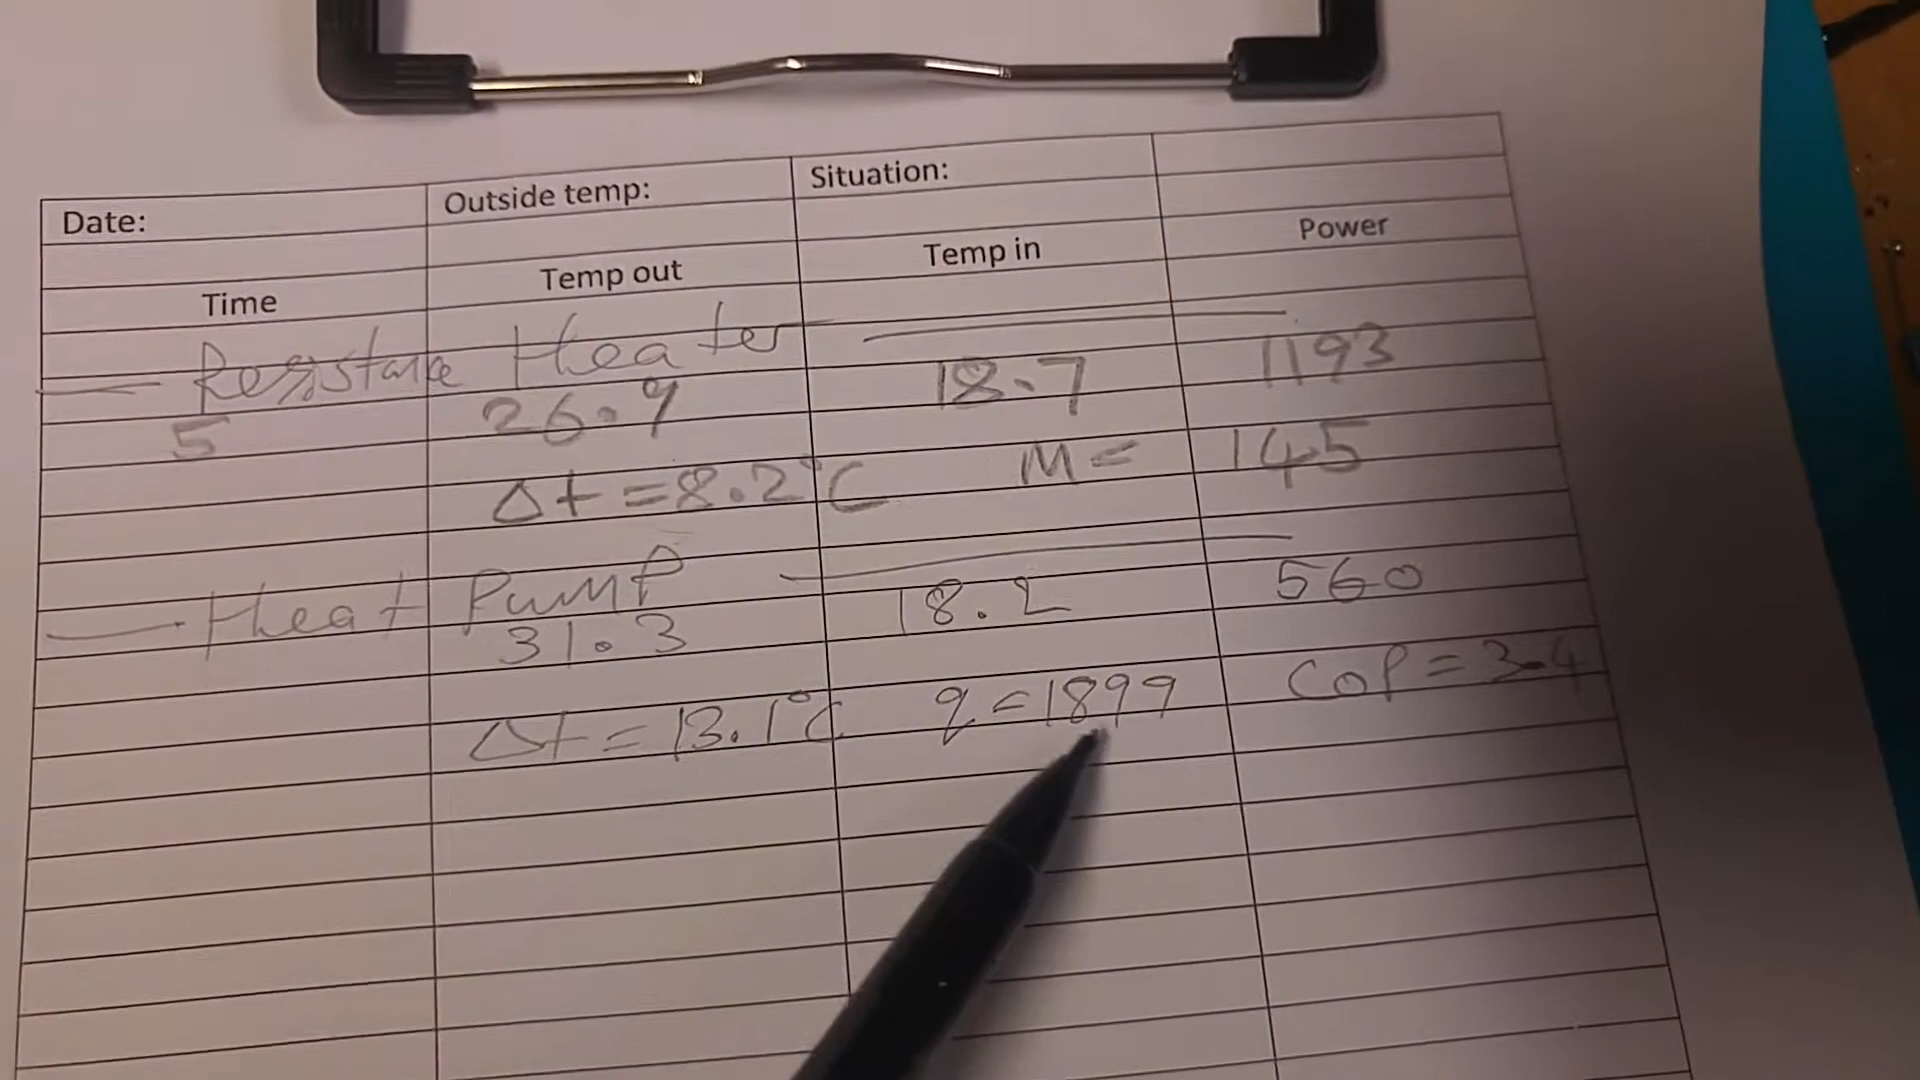 Date: Outside temp: Situation:
Time Temp out Temp in Power
Resistance Heater
5 26.9 18.7 1193
Δt = 8.2°C M = 145
Heat Pump
31.3 18.2 560
Δt = 13.1°C q = 1899 COP = 3.4